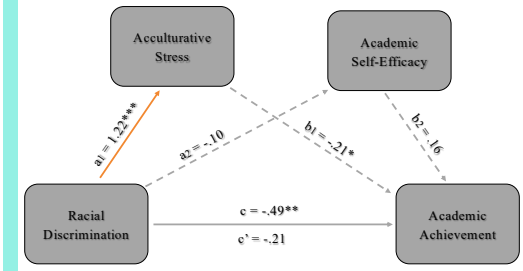 Acculturative
Stress
Academic
Self-Efficacy
a1 = 1.22***
a2 = -.10
b1 = -.21*
b2 = .16
Racial
Discrimination
c = -.49**
c' = -.21
Academic
Achievement